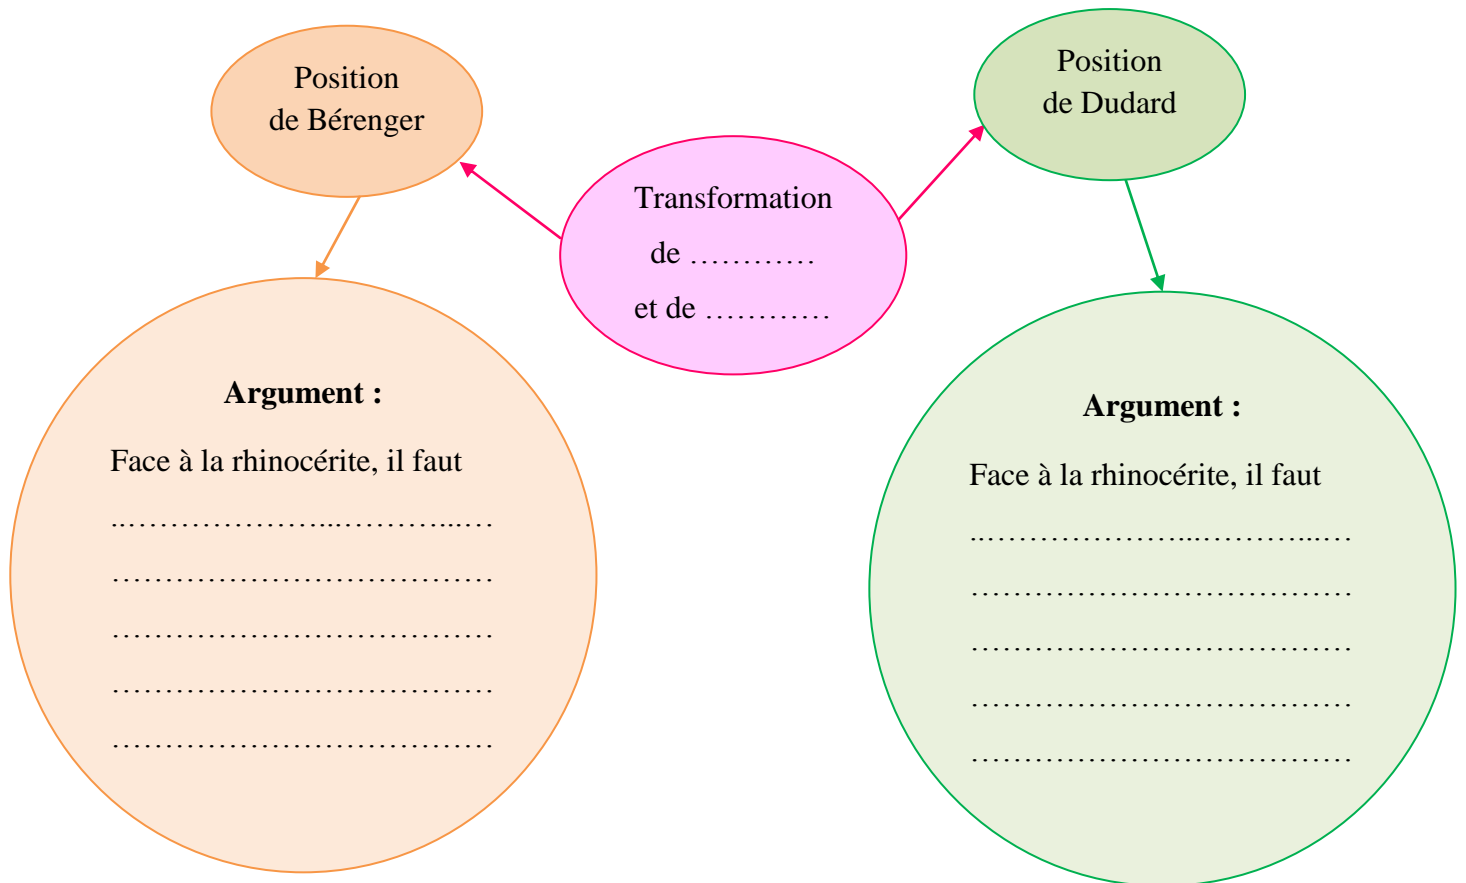 Position
de Bérenger
Position
de Dudard
Transformation
de …………
et de …………
Argument :
Face à la rhinocérite, il faut
..………………...………...…
………………………………
………………………………
………………………………
………………………………
Argument :
Face à la rhinocérite, il faut
..………………...………...…
………………………………
………………………………
………………………………
………………………………